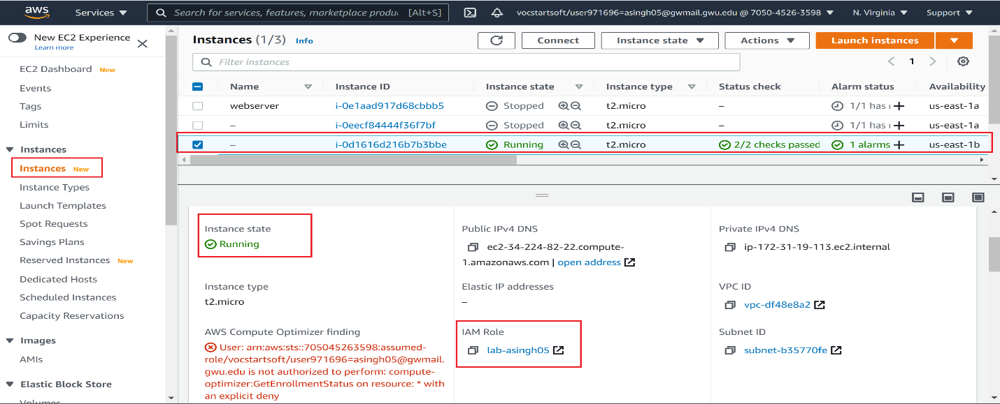 aws Services Search for services, features, marketplace produ [Alt+S] vocstartsoft/user971696=asingh05@gwmail.gwu.edu @ 7050-4526-3598 N. Virginia Support
New EC2 Experience
Learn more
EC2 Dashboard New
Events
Tags
Limits
Instances
Instances New
Instance Types
Launch Templates
Spot Requests
Savings Plans
Reserved Instances New
Dedicated Hosts
Scheduled Instances
Capacity Reservations
Images
AMIs
Elastic Block Store
Volumes
Instances (1/3) Info Connect Instance state Actions Launch instances
Filter instances 1
Name Instance ID Instance state Instance type Status check Alarm status Availability
webserver i-0e1aad917d68cbbb5 Stopped t2.micro – 1/1 has us-east-1a
– i-0eecf84444f36f7bf Stopped t2.micro – 1/1 has us-east-1a
– i-0d1616d216b7b3bbe Running t2.micro 2/2 checks passed 1 alarms us-east-1b
Instance state
Running
Instance type
t2.micro
AWS Compute Optimizer finding
User: arn:aws:sts::705045263598:assumed-
role/vocstartsoft/user971696=asingh05@gwmail.
gwu.edu is not authorized to perform: compute-
optimizer:GetEnrollmentStatus on resource: * with
an explicit deny
Public IPv4 DNS
ec2-34-224-82-22.compute-
1.amazonaws.com | open address
Elastic IP addresses
–
IAM Role
lab-asingh05
Private IPv4 DNS
ip-172-31-19-113.ec2.internal
VPC ID
vpc-df48e8a2
Subnet ID
subnet-b35770fe